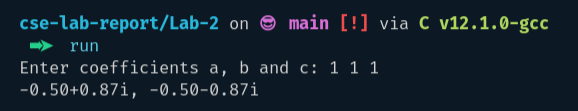 cse-lab-report/Lab-2 on 😎 main [!] via C v12.1.0-gcc
➜ run
Enter coefficients a, b and c: 1 1 1
-0.50+0.87i, -0.50-0.87i